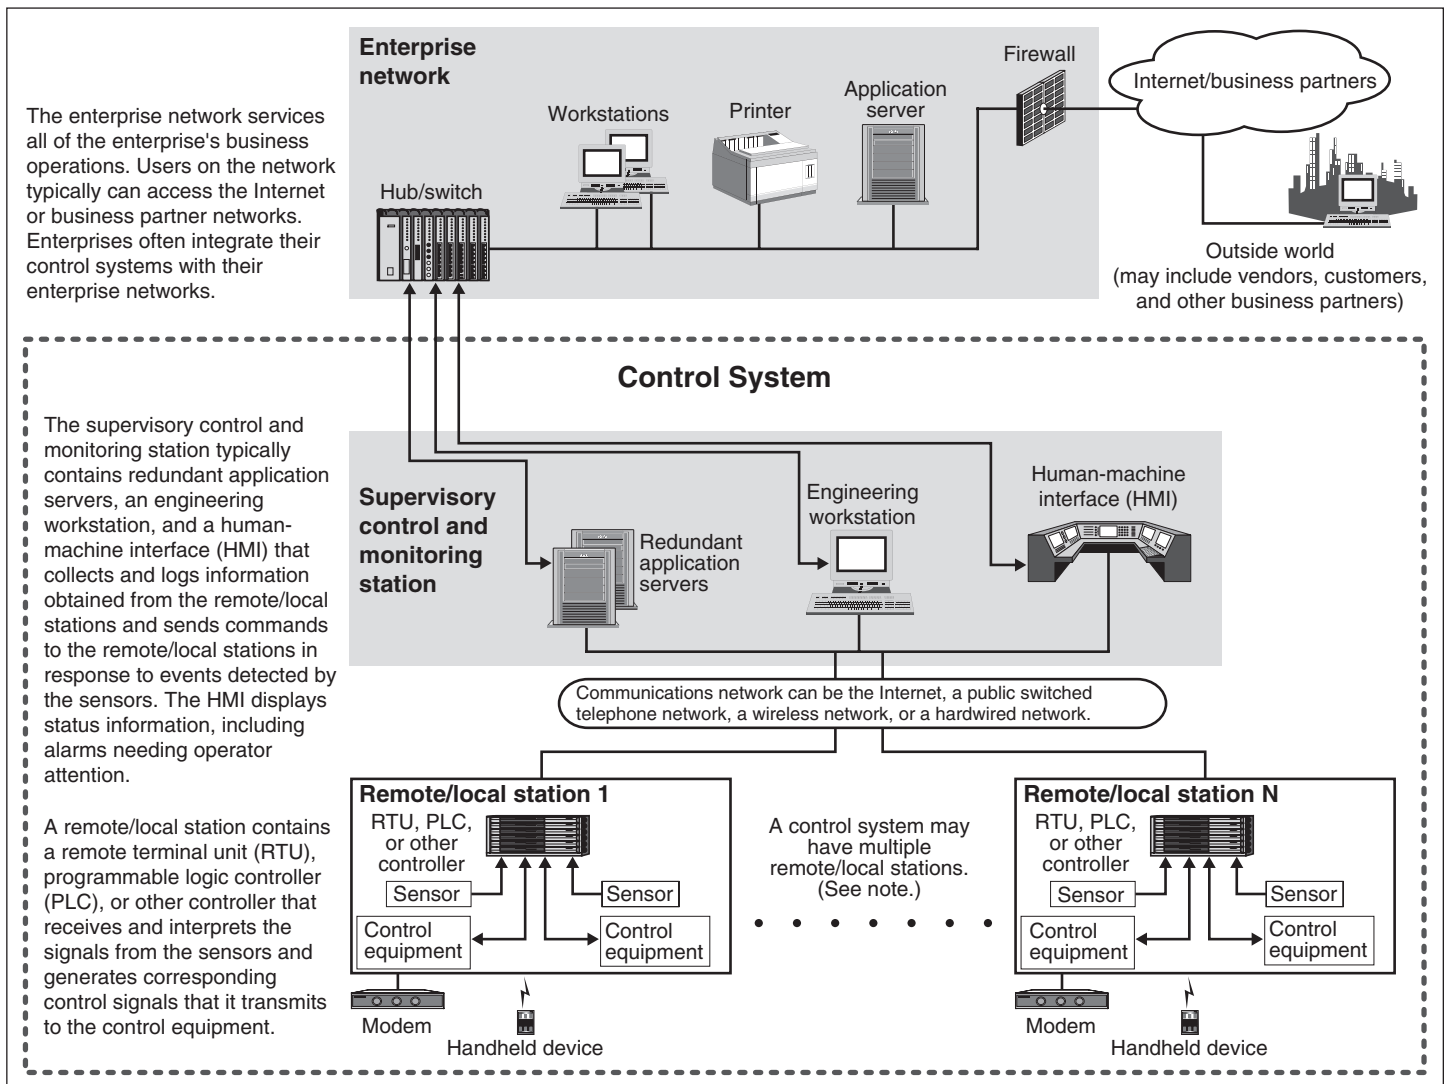 Enterprise
network
The enterprise network services
all of the enterprise's business
operations. Users on the network
typically can access the Internet
or business partner networks.
Enterprises often integrate their
control systems with their
enterprise networks.
Hub/switch
Workstations
Printer
Application
server
Firewall
Internet/business partners
Outside world
(may include vendors, customers,
and other business partners)
Control System
The supervisory control and
monitoring station typically
contains redundant application
servers, an engineering
workstation, and a human-
machine interface (HMI) that
collects and logs information
obtained from the remote/local
stations and sends commands
to the remote/local stations in
response to events detected by
the sensors. The HMI displays
status information, including
alarms needing operator
attention.
A remote/local station contains
a remote terminal unit (RTU),
programmable logic controller
(PLC), or other controller that
receives and interprets the
signals from the sensors and
generates corresponding
control signals that it transmits
to the control equipment.
Supervisory
control and
monitoring
station
Redundant
application
servers
Engineering
workstation
Human-machine
interface (HMI)
Communications network can be the Internet, a public switched
telephone network, a wireless network, or a hardwired network.
Remote/local station 1
RTU, PLC,
or other
controller
Sensor
Sensor
Control
equipment
Control
equipment
Modem
Handheld device
A control system may
have multiple
remote/local stations.
(See note.)
Remote/local station N
RTU, PLC,
or other
controller
Sensor
Sensor
Control
equipment
Control
equipment
Modem
Handheld device